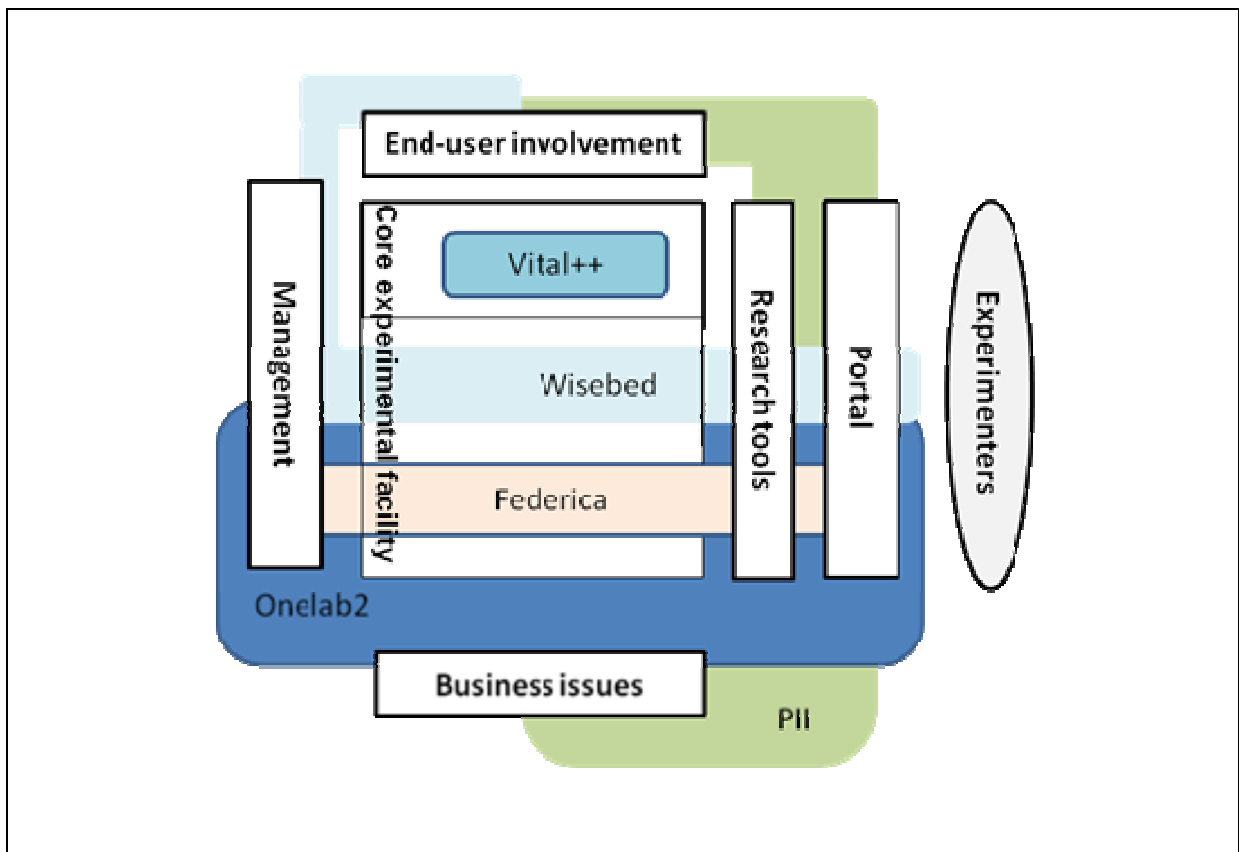 End-user involvement
Management
Core experimental facility
Vital++
Wisebed
Federica
Research tools
Portal
Experimenters
Onelab2
Business issues
PII